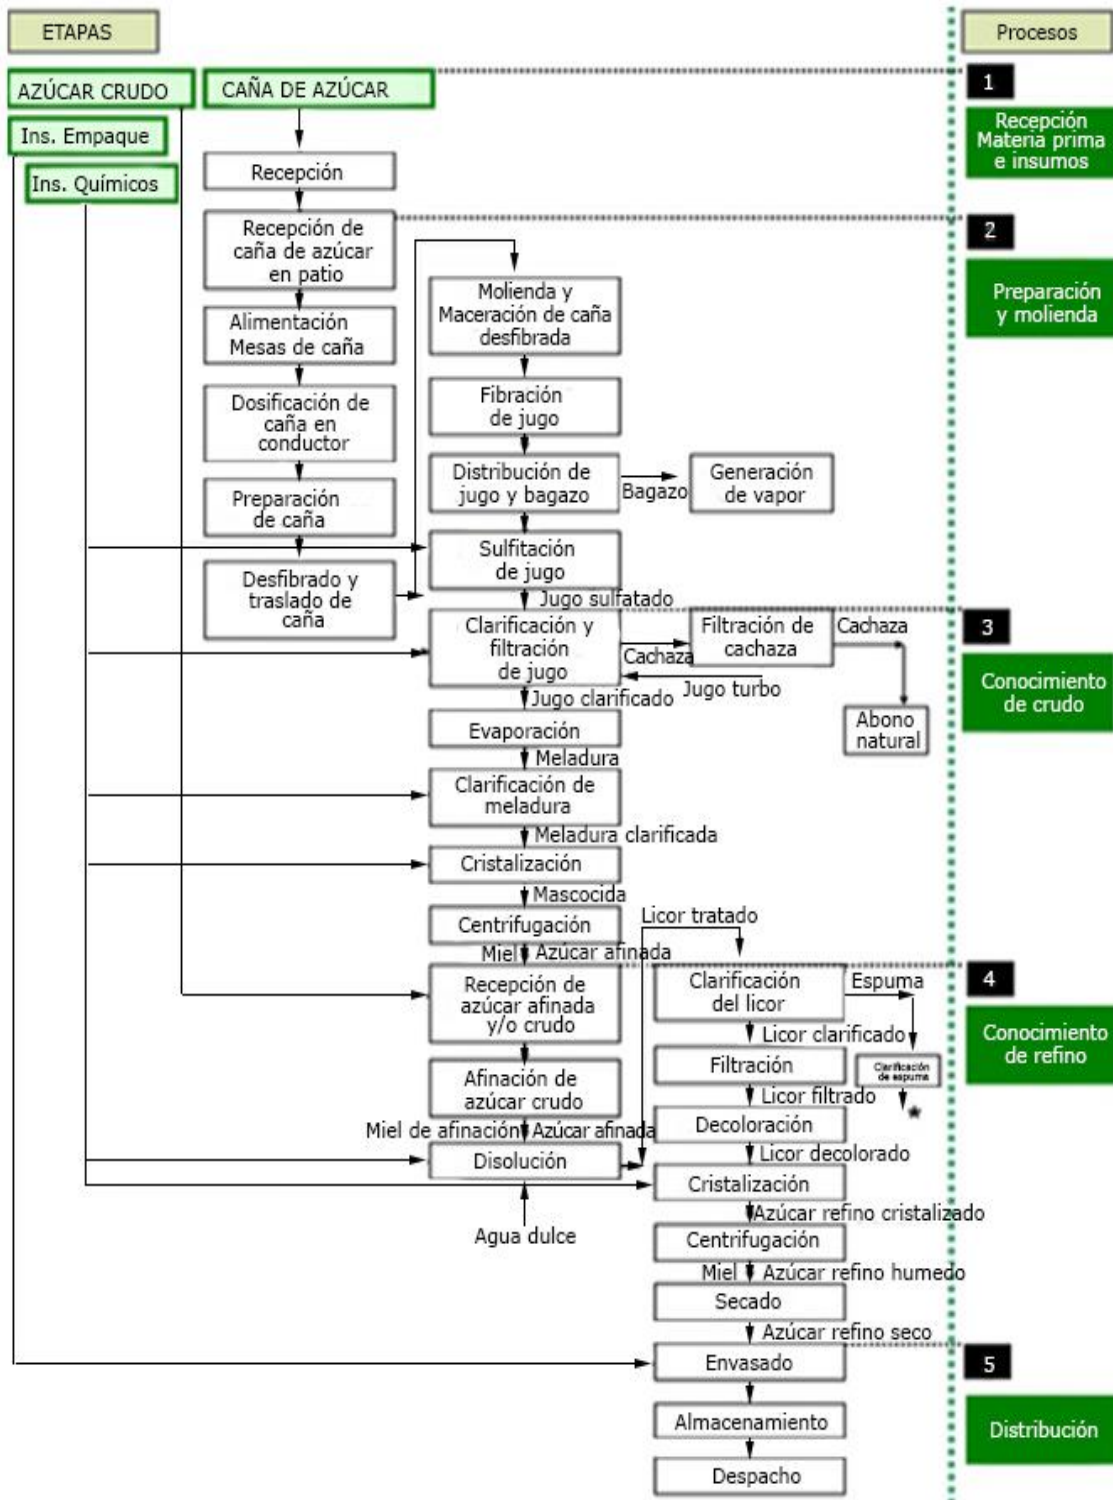 ETAPAS
Procesos
AZÚCAR CRUDO
CAÑA DE AZÚCAR
Ins. Empaque
Ins. Químicos
1
Recepción
Materia prima
e insumos
Recepción
Recepción de
caña de azúcar
en patio
Alimentación
Mesas de caña
Dosificación de
caña en
conductor
Preparación
de caña
Desfibrado y
traslado de
caña
2
Preparación
y molienda
Molienda y
Maceración de caña
desfibrada
Fibración
de jugo
Distribución de
jugo y bagazo
Bagazo
Generación
de vapor
Sulfitación
de jugo
Jugo sulfatado
3
Conocimiento
de crudo
Clarificación y
filtración
de jugo
Cachaza
Filtración de
cachaza
Cachaza
Jugo turbo
Abono
natural
Jugo clarificado
Evaporación
Meladura
Clarificación de
meladura
Meladura clarificada
Cristalización
Mascocida
Centrifugación
Miel
Azúcar afinada
4
Conocimiento
de refino
Recepción de
azúcar afinada
y/o crudo
Afinación de
azúcar crudo
Miel de afinación
Azúcar afinada
Disolución
Agua dulce
Licor tratado
Clarificación
del licor
Espuma
Clarificación
de espuma
*
Licor clarificado
Filtración
Licor filtrado
Decoloración
Licor decolorado
Cristalización
Azúcar refino cristalizado
Centrifugación
Miel
Azúcar refino humedo
Secado
Azúcar refino seco
5
Distribución
Envasado
Almacenamiento
Despacho